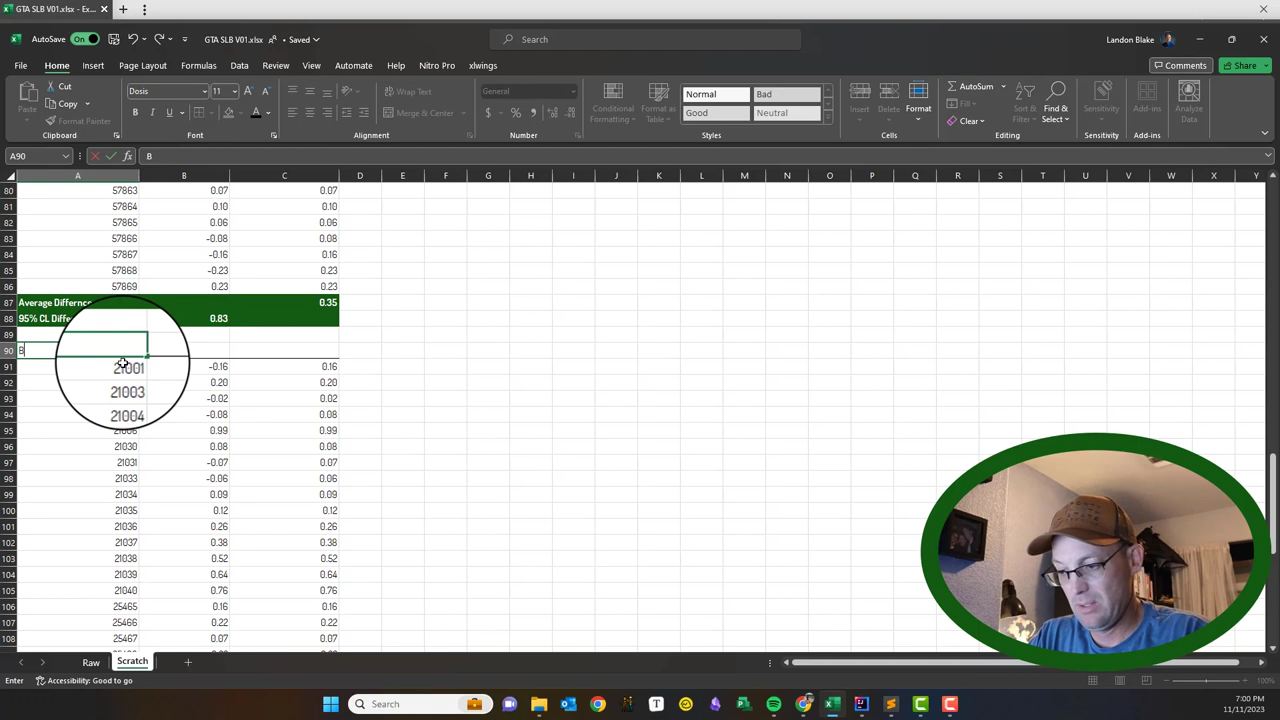 GTA SLB V01.xlsx - Ex...
AutoSave On GTA SLB V01.xlsx • Saved Search Landon Blake
File Home Insert Page Layout Formulas Data Review View Automate Help Nitro Pro xlwings Comments Share
Paste Cut Copy Format Painter
Dosis 11 A A B I U A
Wrap Text Merge & Center
General $ %
Conditional Formatting Format as Table Normal Bad Good Neutral
Insert Delete Format
AutoSum Fill Clear Sort & Filter Find & Select
Sensitivity Add-ins Analyze Data
Clipboard Font Alignment Number Styles Cells Editing Sensitivity Add-ins
A90 fx B
A B C D E F G H I J K L M N O P Q R S T U V W X Y
80 57863 0.07 0.07
81 57864 0.10 0.10
82 57865 0.06 0.06
83 57866 -0.08 0.08
84 57867 -0.16 0.16
85 57868 -0.23 0.23
86 57869 0.23 0.23
87 Average Differnce 0.35
88 95% CL Diffe 0.83
89
90 B
91 21001 -0.16 0.16
92 0.20 0.20
93 21003 -0.02 0.02
94 21004 -0.08 0.08
95 21006 0.99 0.99
96 21030 0.08 0.08
97 21031 -0.07 0.07
98 21033 -0.06 0.06
99 21034 0.09 0.09
100 21035 0.12 0.12
101 21036 0.26 0.26
102 21037 0.38 0.38
103 21038 0.52 0.52
104 21039 0.64 0.64
105 21040 0.76 0.76
106 25465 0.16 0.16
107 25466 0.22 0.22
108 25467 0.07 0.07
Raw Scratch
Enter Accessibility: Good to go 100%
Search 7:00 PM
11/11/2023